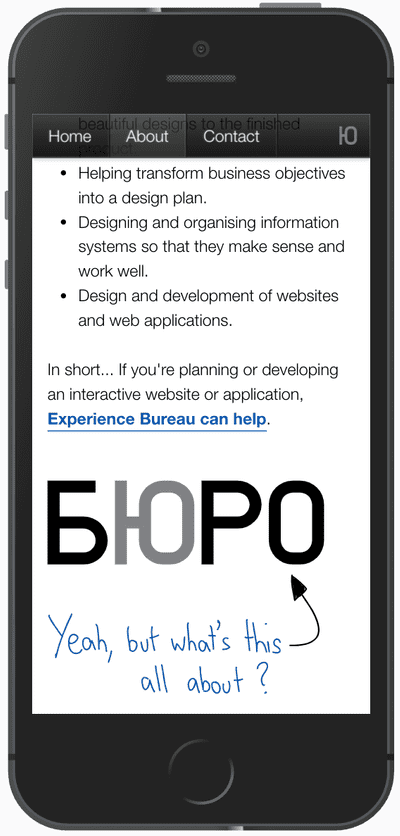 beautiful designs to the finished
product.
Home About Contact Ю
• Helping transform business objectives
into a design plan.
• Designing and organising information
systems so that they make sense and
work well.
• Design and development of websites
and web applications.
In short... If you're planning or developing
an interactive website or application,
Experience Bureau can help.
БЮРО
Yeah, but what's this
all about ?